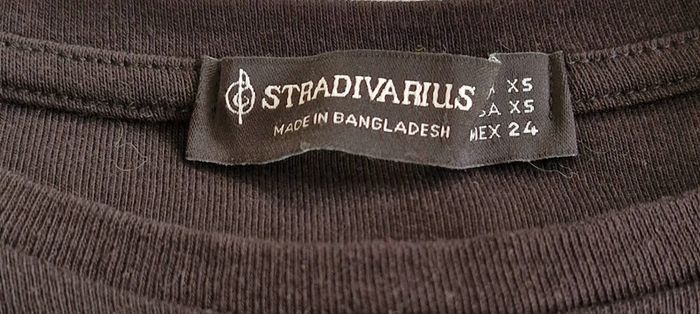 STRADIVARIUS
MADE IN BANGLADESH
XS
XS
MEX 24